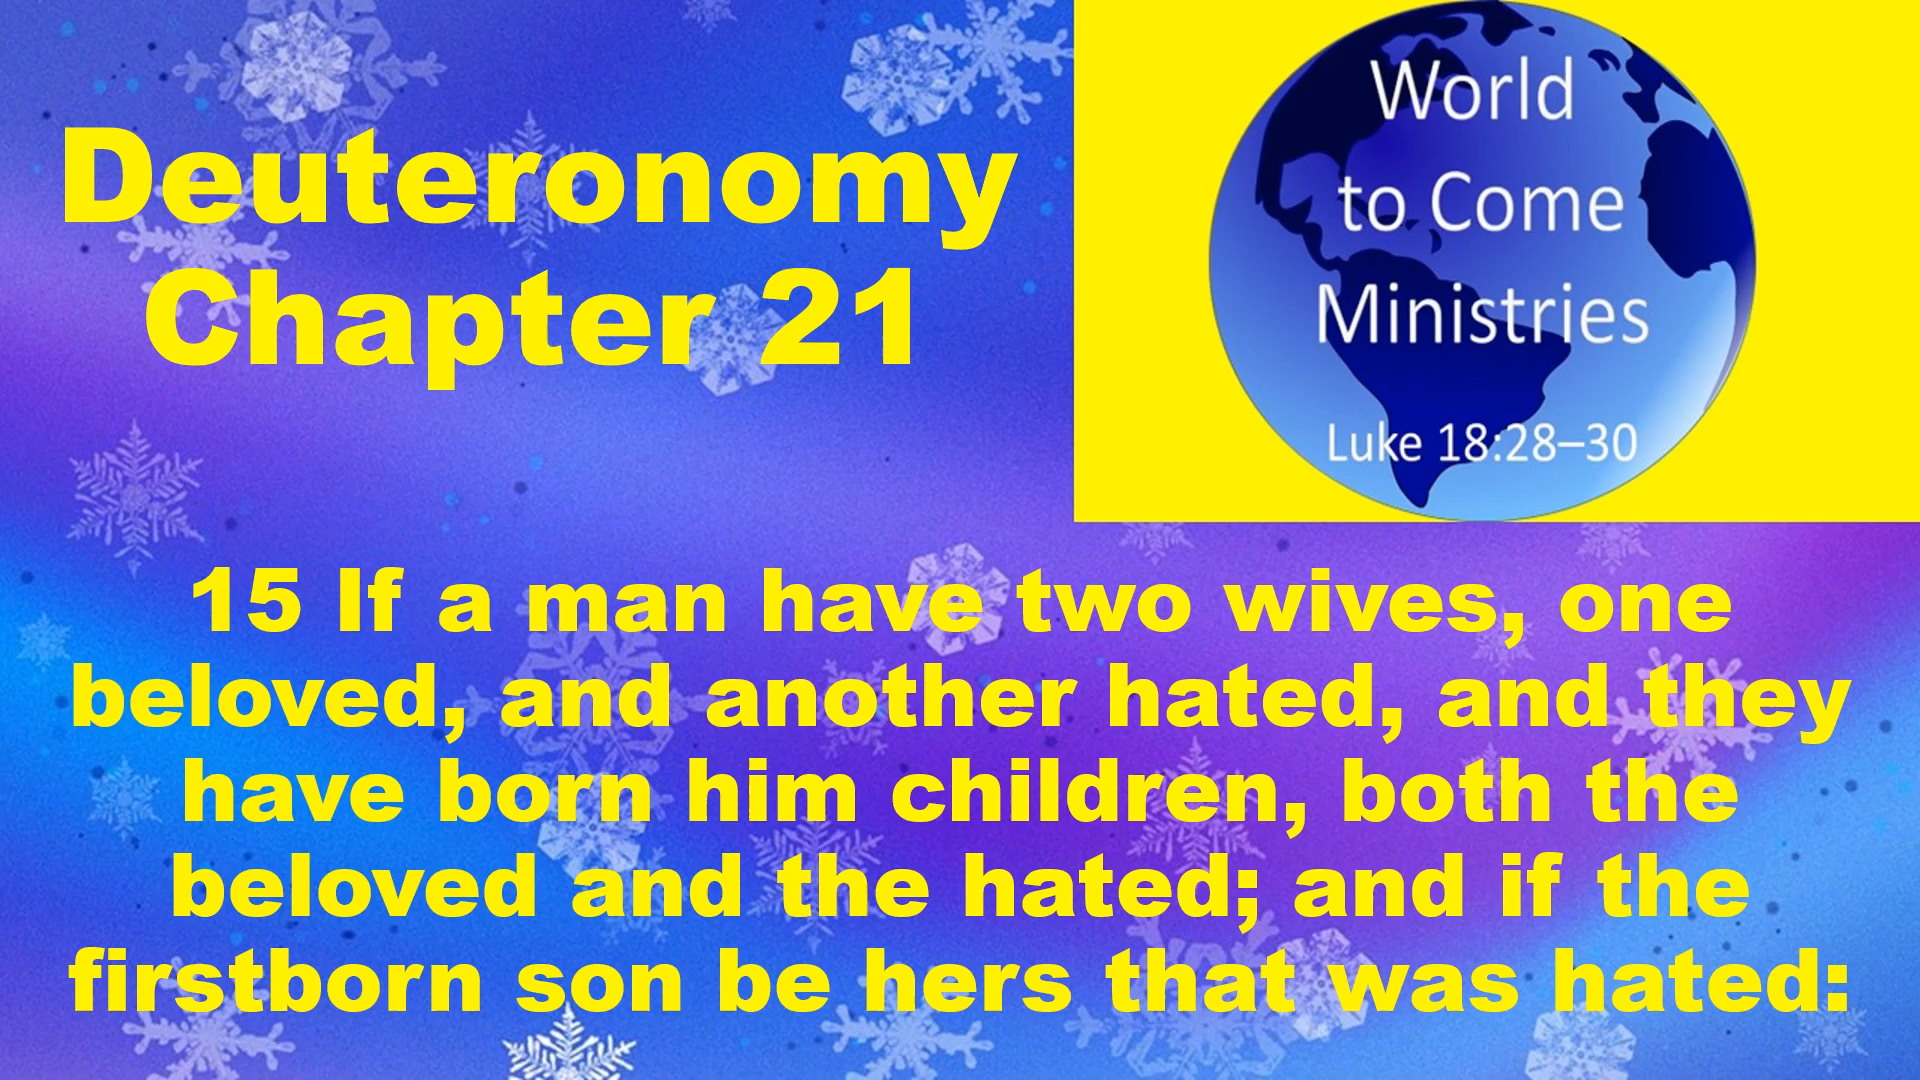 Deuteronomy
Chapter 21
World
to Come
Ministries
Luke 18:28–30
15 If a man have two wives, one
beloved, and another hated, and they
have born him children, both the
beloved and the hated; and if the
firstborn son be hers that was hated: